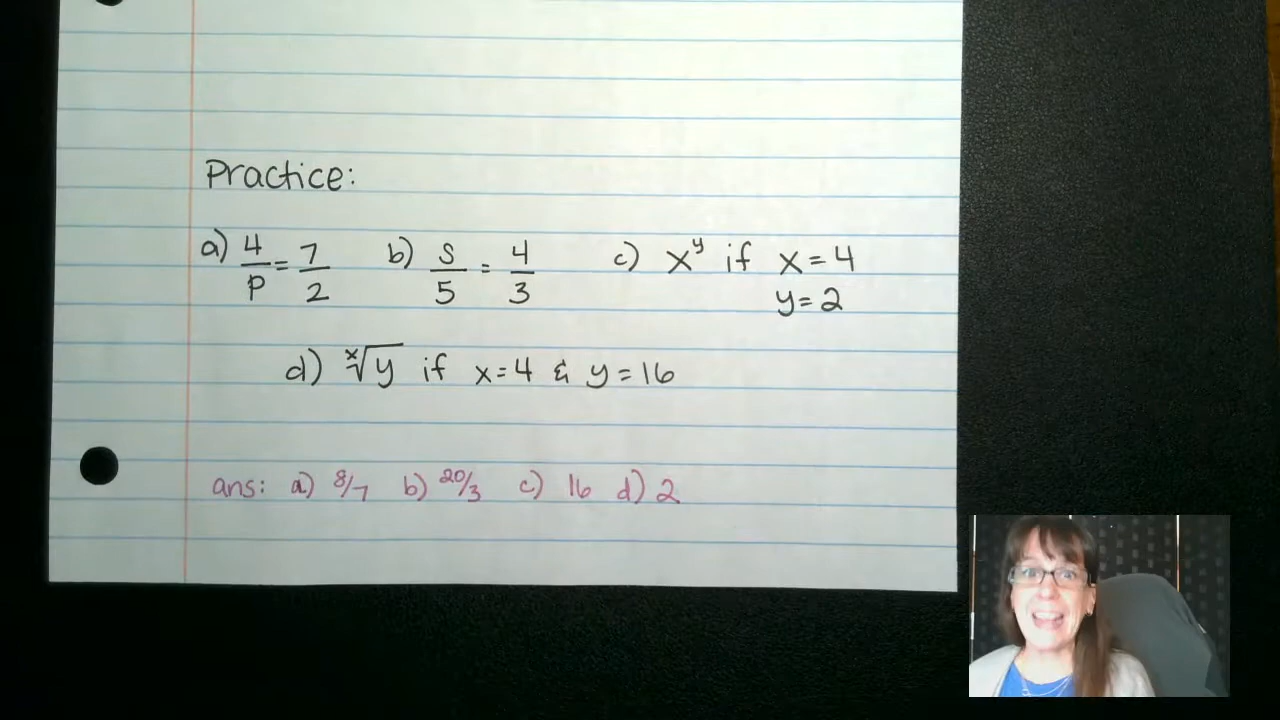 Practice:
a) 4/p = 7/2 b) s/5 = 4/3 c) x^y if x = 4
y = 2
d) ˣ√y if x = 4 & y = 16
ans: a) 8/7 b) 20/3 c) 16 d) 2